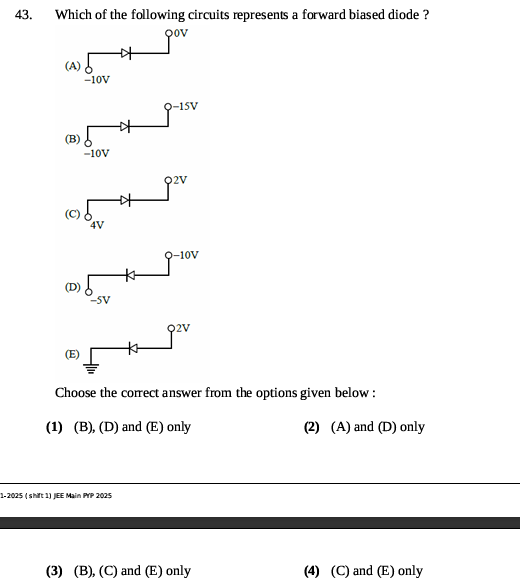 43. Which of the following circuits represents a forward biased diode ?
0V
(A)
−10V
−15V
(B)
−10V
2V
(C)
4V
−10V
(D)
−5V
2V
(E)
Choose the correct answer from the options given below :
(1) (B), (D) and (E) only (2) (A) and (D) only
1-2025 ( shift 1) JEE Main PYP 2025
(3) (B), (C) and (E) only (4) (C) and (E) only